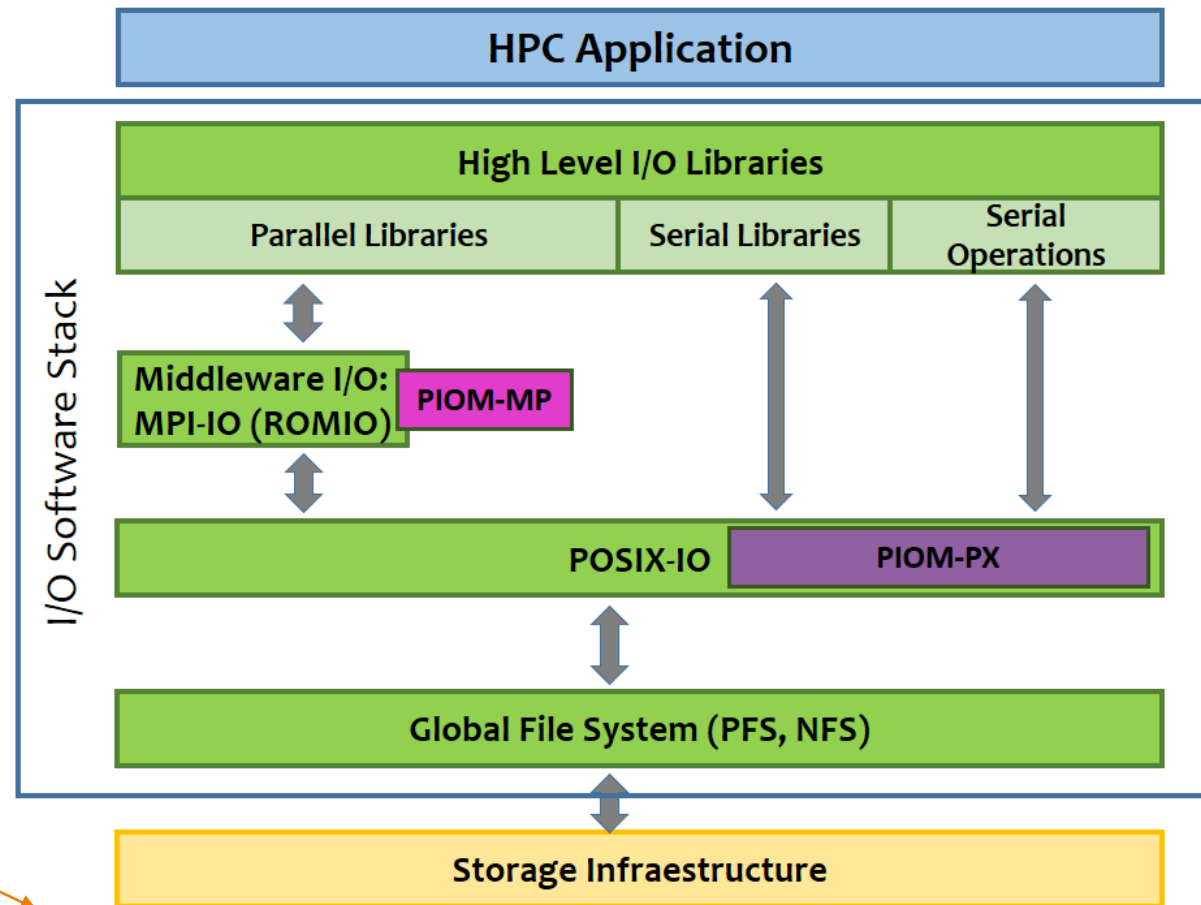 HPC Application
High Level I/O Libraries
Parallel Libraries
Serial Libraries
Serial
Operations
I/O Software Stack
Middleware I/O:
MPI-IO (ROMIO)
PIOM-MP
POSIX-IO
PIOM-PX
Global File System (PFS, NFS)
Storage Infraestructure